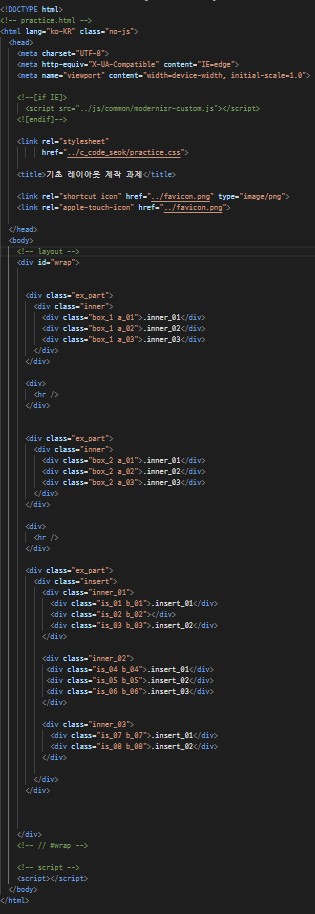 <!DOCTYPE html>
<!-- practice.html -->
<html lang="ko-KR" class="no-js">
<head>
<meta charset="UTF-8">
<meta http-equiv="X-UA-Compatible" content="IE=edge">
<meta name="viewport" content="width=device-width, initial-scale=1.0">
<!--[if IE]>
<script src="../js/common/modernizr-custom.js"></script>
<![endif]-->
<link rel="stylesheet"
href="../c_code_seok/practice.css">
<title>기초 레이아웃 제작 과제</title>
<link rel="shortcut icon" href="../favicon.png" type="image/png">
<link rel="apple-touch-icon" href="../favicon.png">
</head>
<body>
<!-- layout -->
<div id="wrap">
<div class="ex_part">
<div class="inner">
<div class="box_1 a_01">.inner_01</div>
<div class="box_1 a_02">.inner_02</div>
<div class="box_1 a_03">.inner_03</div>
</div>
</div>
<div>
<hr />
</div>
<div class="ex_part">
<div class="inner">
<div class="box_2 a_01">.inner_01</div>
<div class="box_2 a_02">.inner_02</div>
<div class="box_2 a_03">.inner_03</div>
</div>
</div>
<div>
<hr />
</div>
<div class="ex_part">
<div class="insert">
<div class="inner_01">
<div class="is_01 b_01">.insert_01</div>
<div class="is_02 b_02"></div>
<div class="is_03 b_03">.insert_02</div>
</div>
<div class="inner_02">
<div class="is_04 b_04">.insert_01</div>
<div class="is_05 b_05">.insert_02</div>
<div class="is_06 b_06">.insert_03</div>
</div>
<div class="inner_03">
<div class="is_07 b_07">.insert_01</div>
<div class="is_08 b_08">.insert_02</div>
</div>
</div>
</div>
</div>
<!-- // #wrap -->
<!-- script -->
<script></script>
</body>
</html>